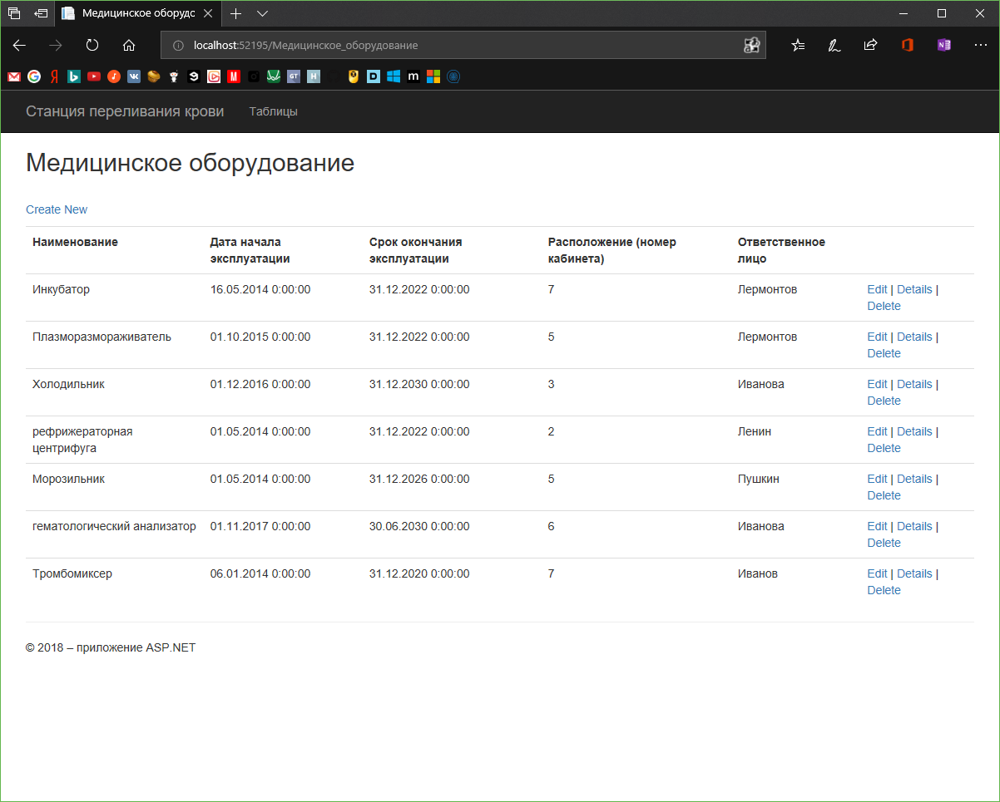 Медицинское оборудс
localhost:52195/Медицинское_оборудование
Станция переливания крови Таблицы
Медицинское оборудование
Create New
Наименование Дата начала эксплуатации Срок окончания эксплуатации Расположение (номер кабинета) Ответственное лицо
Инкубатор 16.05.2014 0:00:00 31.12.2022 0:00:00 7 Лермонтов Edit | Details |
Delete
Плазморазмораживатель 01.10.2015 0:00:00 31.12.2022 0:00:00 5 Лермонтов Edit | Details |
Delete
Холодильник 01.12.2016 0:00:00 31.12.2030 0:00:00 3 Иванова Edit | Details |
Delete
рефрижераторная 01.05.2014 0:00:00 31.12.2022 0:00:00 2 Ленин Edit | Details |
центрифуга Delete
Морозильник 01.05.2014 0:00:00 31.12.2026 0:00:00 5 Пушкин Edit | Details |
Delete
гематологический анализатор 01.11.2017 0:00:00 30.06.2030 0:00:00 6 Иванова Edit | Details |
Delete
Тромбомиксер 06.01.2014 0:00:00 31.12.2020 0:00:00 7 Иванов Edit | Details |
Delete
© 2018 – приложение ASP.NET